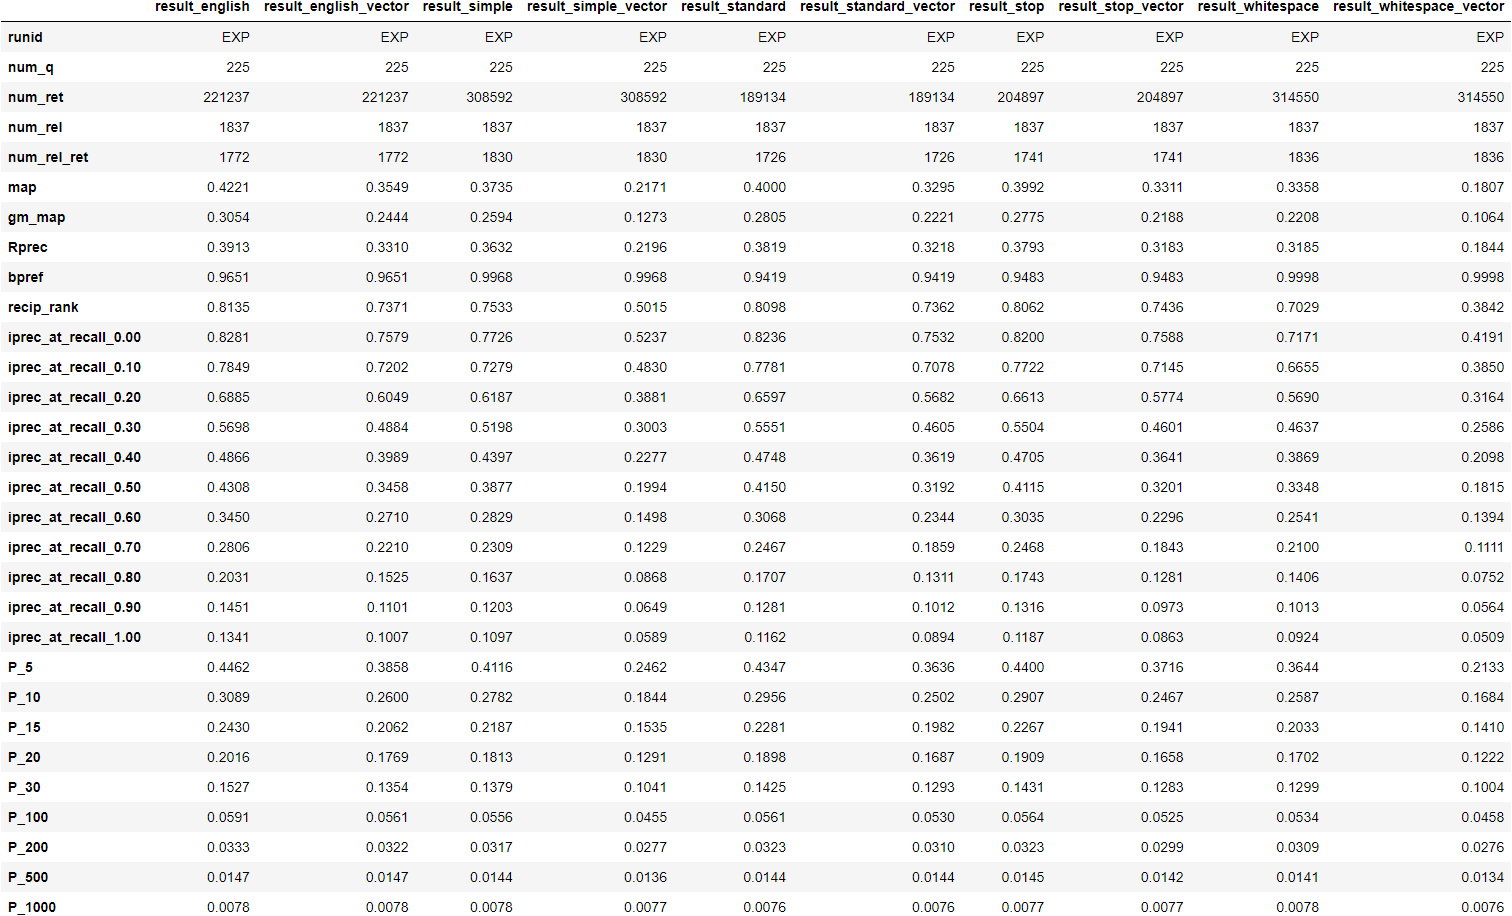 result_english result_english_vector result_simple result_simple_vector result_standard result_standard_vector result_stop result_stop_vector result_whitespace result_whitespace_vector
runid EXP EXP EXP EXP EXP EXP EXP EXP EXP EXP
num_q 225 225 225 225 225 225 225 225 225 225
num_ret 221237 221237 308592 308592 189134 189134 204897 204897 314550 314550
num_rel 1837 1837 1837 1837 1837 1837 1837 1837 1837 1837
num_rel_ret 1772 1772 1830 1830 1726 1726 1741 1741 1836 1836
map 0.4221 0.3549 0.3735 0.2171 0.4000 0.3295 0.3992 0.3311 0.3358 0.1807
gm_map 0.3054 0.2444 0.2594 0.1273 0.2805 0.2221 0.2775 0.2188 0.2208 0.1064
Rprec 0.3913 0.3310 0.3632 0.2196 0.3819 0.3218 0.3793 0.3183 0.3185 0.1844
bpref 0.9651 0.9651 0.9968 0.9968 0.9419 0.9419 0.9483 0.9483 0.9998 0.9998
recip_rank 0.8135 0.7371 0.7533 0.5015 0.8098 0.7362 0.8062 0.7436 0.7029 0.3842
iprec_at_recall_0.00 0.8281 0.7579 0.7726 0.5237 0.8236 0.7532 0.8200 0.7588 0.7171 0.4191
iprec_at_recall_0.10 0.7849 0.7202 0.7279 0.4830 0.7781 0.7078 0.7722 0.7145 0.6655 0.3850
iprec_at_recall_0.20 0.6885 0.6049 0.6187 0.3881 0.6597 0.5682 0.6613 0.5774 0.5690 0.3164
iprec_at_recall_0.30 0.5698 0.4884 0.5198 0.3003 0.5551 0.4605 0.5504 0.4601 0.4637 0.2586
iprec_at_recall_0.40 0.4866 0.3989 0.4397 0.2277 0.4748 0.3619 0.4705 0.3641 0.3869 0.2098
iprec_at_recall_0.50 0.4308 0.3458 0.3877 0.1994 0.4150 0.3192 0.4115 0.3201 0.3348 0.1815
iprec_at_recall_0.60 0.3450 0.2710 0.2829 0.1498 0.3068 0.2344 0.3035 0.2296 0.2541 0.1394
iprec_at_recall_0.70 0.2806 0.2210 0.2309 0.1229 0.2467 0.1859 0.2468 0.1843 0.2100 0.1111
iprec_at_recall_0.80 0.2031 0.1525 0.1637 0.0868 0.1707 0.1311 0.1743 0.1281 0.1406 0.0752
iprec_at_recall_0.90 0.1451 0.1101 0.1203 0.0649 0.1281 0.1012 0.1316 0.0973 0.1013 0.0564
iprec_at_recall_1.00 0.1341 0.1007 0.1097 0.0589 0.1162 0.0894 0.1187 0.0863 0.0924 0.0509
P_5 0.4462 0.3858 0.4116 0.2462 0.4347 0.3636 0.4400 0.3716 0.3644 0.2133
P_10 0.3089 0.2600 0.2782 0.1844 0.2956 0.2502 0.2907 0.2467 0.2587 0.1684
P_15 0.2430 0.2062 0.2187 0.1535 0.2281 0.1982 0.2267 0.1941 0.2033 0.1410
P_20 0.2016 0.1769 0.1813 0.1291 0.1898 0.1687 0.1909 0.1658 0.1702 0.1222
P_30 0.1527 0.1354 0.1379 0.1041 0.1425 0.1293 0.1431 0.1283 0.1299 0.1004
P_100 0.0591 0.0561 0.0556 0.0455 0.0561 0.0530 0.0564 0.0525 0.0534 0.0458
P_200 0.0333 0.0322 0.0317 0.0277 0.0323 0.0310 0.0323 0.0299 0.0309 0.0276
P_500 0.0147 0.0147 0.0144 0.0136 0.0144 0.0144 0.0145 0.0142 0.0141 0.0134
P_1000 0.0078 0.0078 0.0078 0.0077 0.0076 0.0076 0.0077 0.0077 0.0078 0.0076